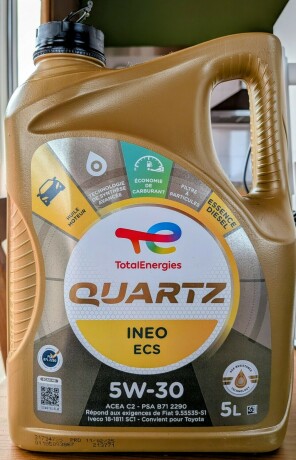 HUILE
MOTEUR
TECHNOLOGIE
DE SYNTHÈSE
AVANCÉE
ÉCONOMIE
DE
CARBURANT
FILTRE
À
PARTICULES
ESSENCE
DIESEL
TotalEnergies
QUARTZ
INEO
ECS
5W-30
5L
ACEA C2 - PSA B71 2290
Répond aux exigences de Fiat 9.55535-S1
(Iveco 18-1811 SC1) - Convient pour Toyota